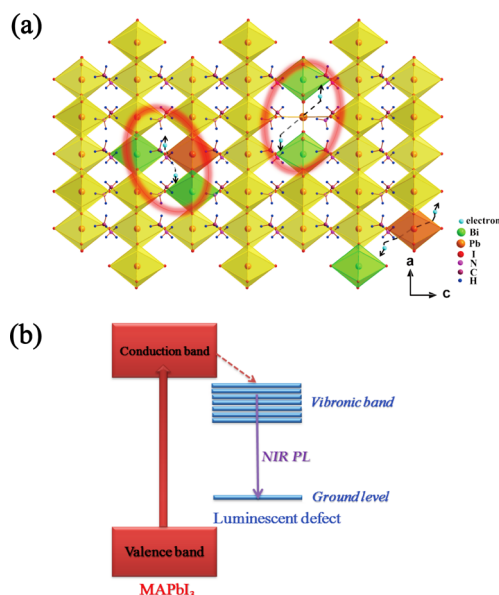 (a)
electron
Bi
Pb
I
N
C
H
a
c
(b)
Conduction band
Vibronic band
NIR PL
Ground level
Luminescent defect
Valence band
MAPbI₃